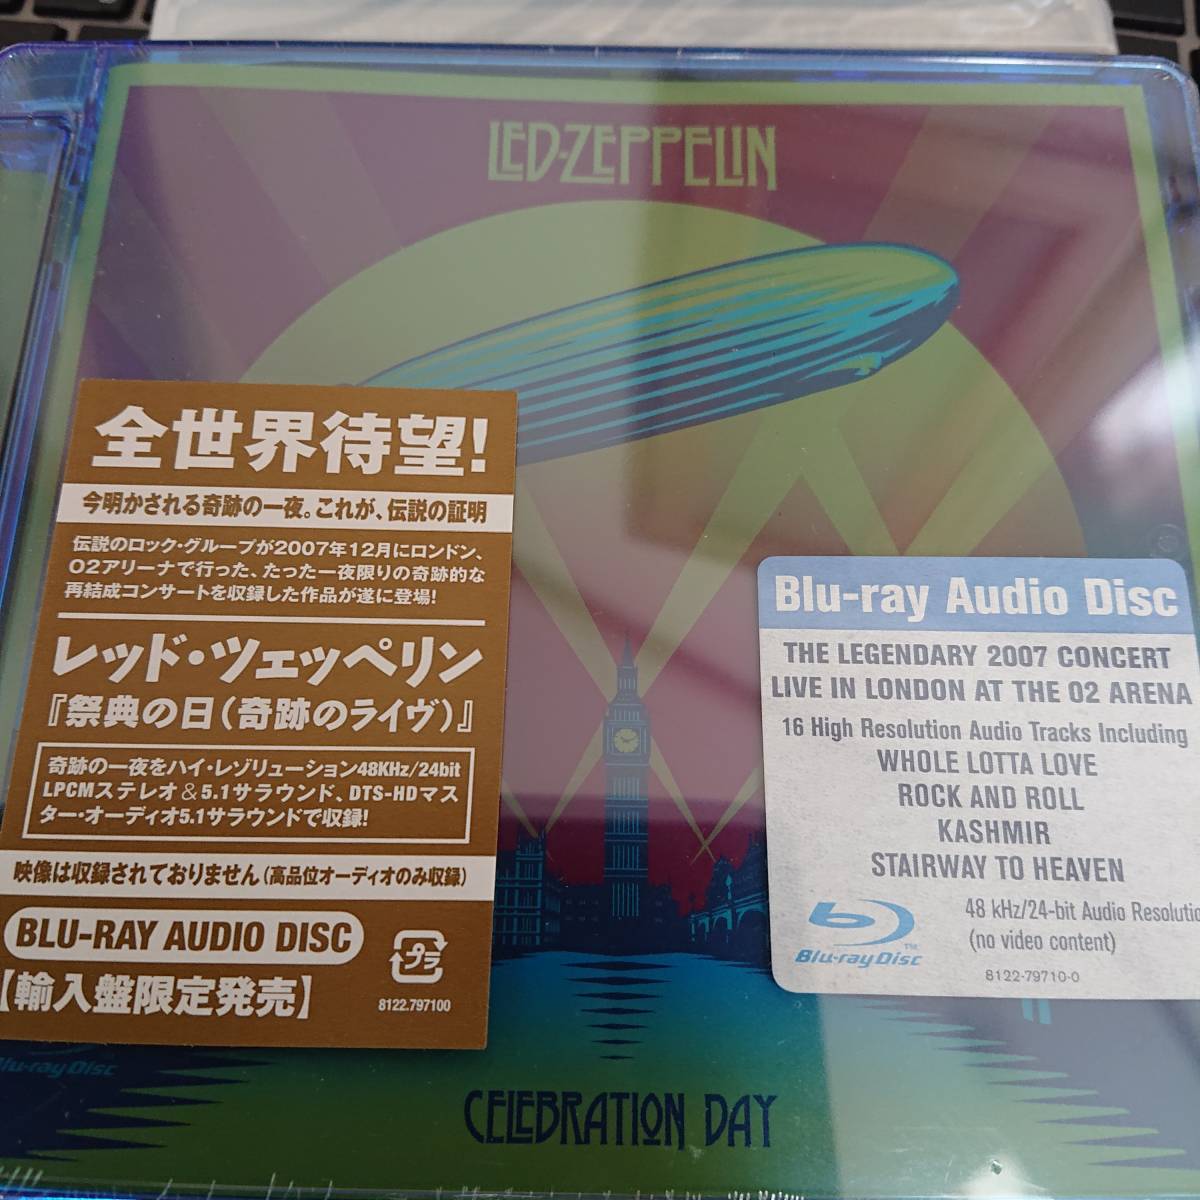 LED-ZEPPELIN
全世界待望!
今明かされる奇跡の一夜。これが、伝説の証明
伝説のロック・グループが2007年12月にロンドン、
O2アリーナで行った、たった一夜限りの奇跡的な
再結成コンサートを収録した作品が遂に登場!
レッド・ツェッペリン
『祭典の日(奇跡のライヴ)』
奇跡の一夜をハイ・レゾリューション48KHz/24bit
LPCMステレオ&5.1サラウンド、DTS-HDマス
ター・オーディオ5.1サラウンドで収録!
映像は収録されておりません(高品位オーディオのみ収録)
BLU-RAY AUDIO DISC
【輸入盤限定発売】
プラ
8122.797100
Blu-ray Audio Disc
THE LEGENDARY 2007 CONCERT
LIVE IN LONDON AT THE O2 ARENA
16 High Resolution Audio Tracks Including
WHOLE LOTTA LOVE
ROCK AND ROLL
KASHMIR
STAIRWAY TO HEAVEN
Blu-ray Disc™
48 kHz/24-bit Audio Resolutio
(no video content)
8122-79710-0
Blu-ray Disc
CELEBRATION DAY